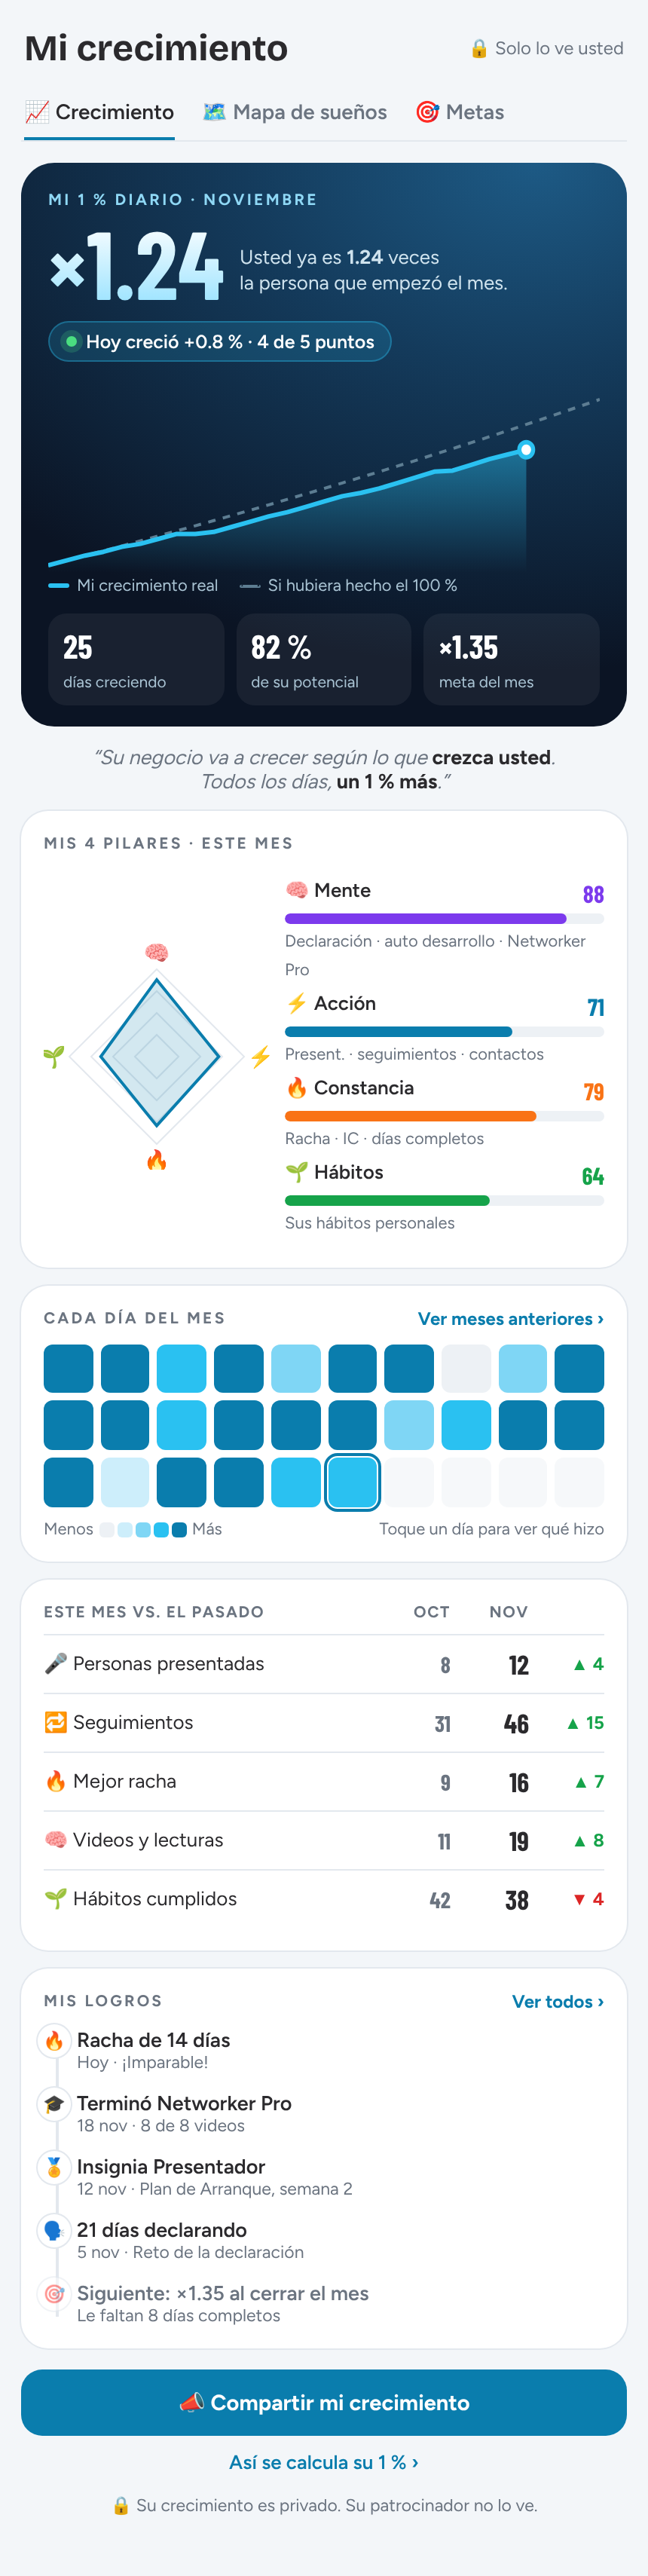 Mi crecimiento
🔒 Solo lo ve usted
📈 Crecimiento
🗺️ Mapa de sueños
🎯 Metas
MI 1 % DIARIO · NOVIEMBRE
×1.24
Usted ya es 1.24 veces
la persona que empezó el mes.
Hoy creció +0.8 % · 4 de 5 puntos
Mi crecimiento real
Si hubiera hecho el 100 %
25
días creciendo
82 %
de su potencial
×1.35
meta del mes
“Su negocio va a crecer según lo que crezca usted.
Todos los días, un 1 % más.”
MIS 4 PILARES · ESTE MES
🧠 Mente 88
Declaración · auto desarrollo · Networker
Pro
⚡ Acción 71
Present. · seguimientos · contactos
🔥 Constancia 79
Racha · IC · días completos
🌱 Hábitos 64
Sus hábitos personales
CADA DÍA DEL MES
Ver meses anteriores ›
Menos
Más
Toque un día para ver qué hizo
ESTE MES VS. EL PASADO OCT NOV
🎤 Personas presentadas 8 12 ▲ 4
🔁 Seguimientos 31 46 ▲ 15
🔥 Mejor racha 9 16 ▲ 7
🧠 Videos y lecturas 11 19 ▲ 8
🌱 Hábitos cumplidos 42 38 ▼ 4
MIS LOGROS
Ver todos ›
Racha de 14 días
Hoy · ¡Imparable!
Terminó Networker Pro
18 nov · 8 de 8 videos
Insignia Presentador
12 nov · Plan de Arranque, semana 2
21 días declarando
5 nov · Reto de la declaración
Siguiente: ×1.35 al cerrar el mes
Le faltan 8 días completos
📣 Compartir mi crecimiento
Así se calcula su 1 % ›
🔒 Su crecimiento es privado. Su patrocinador no lo ve.